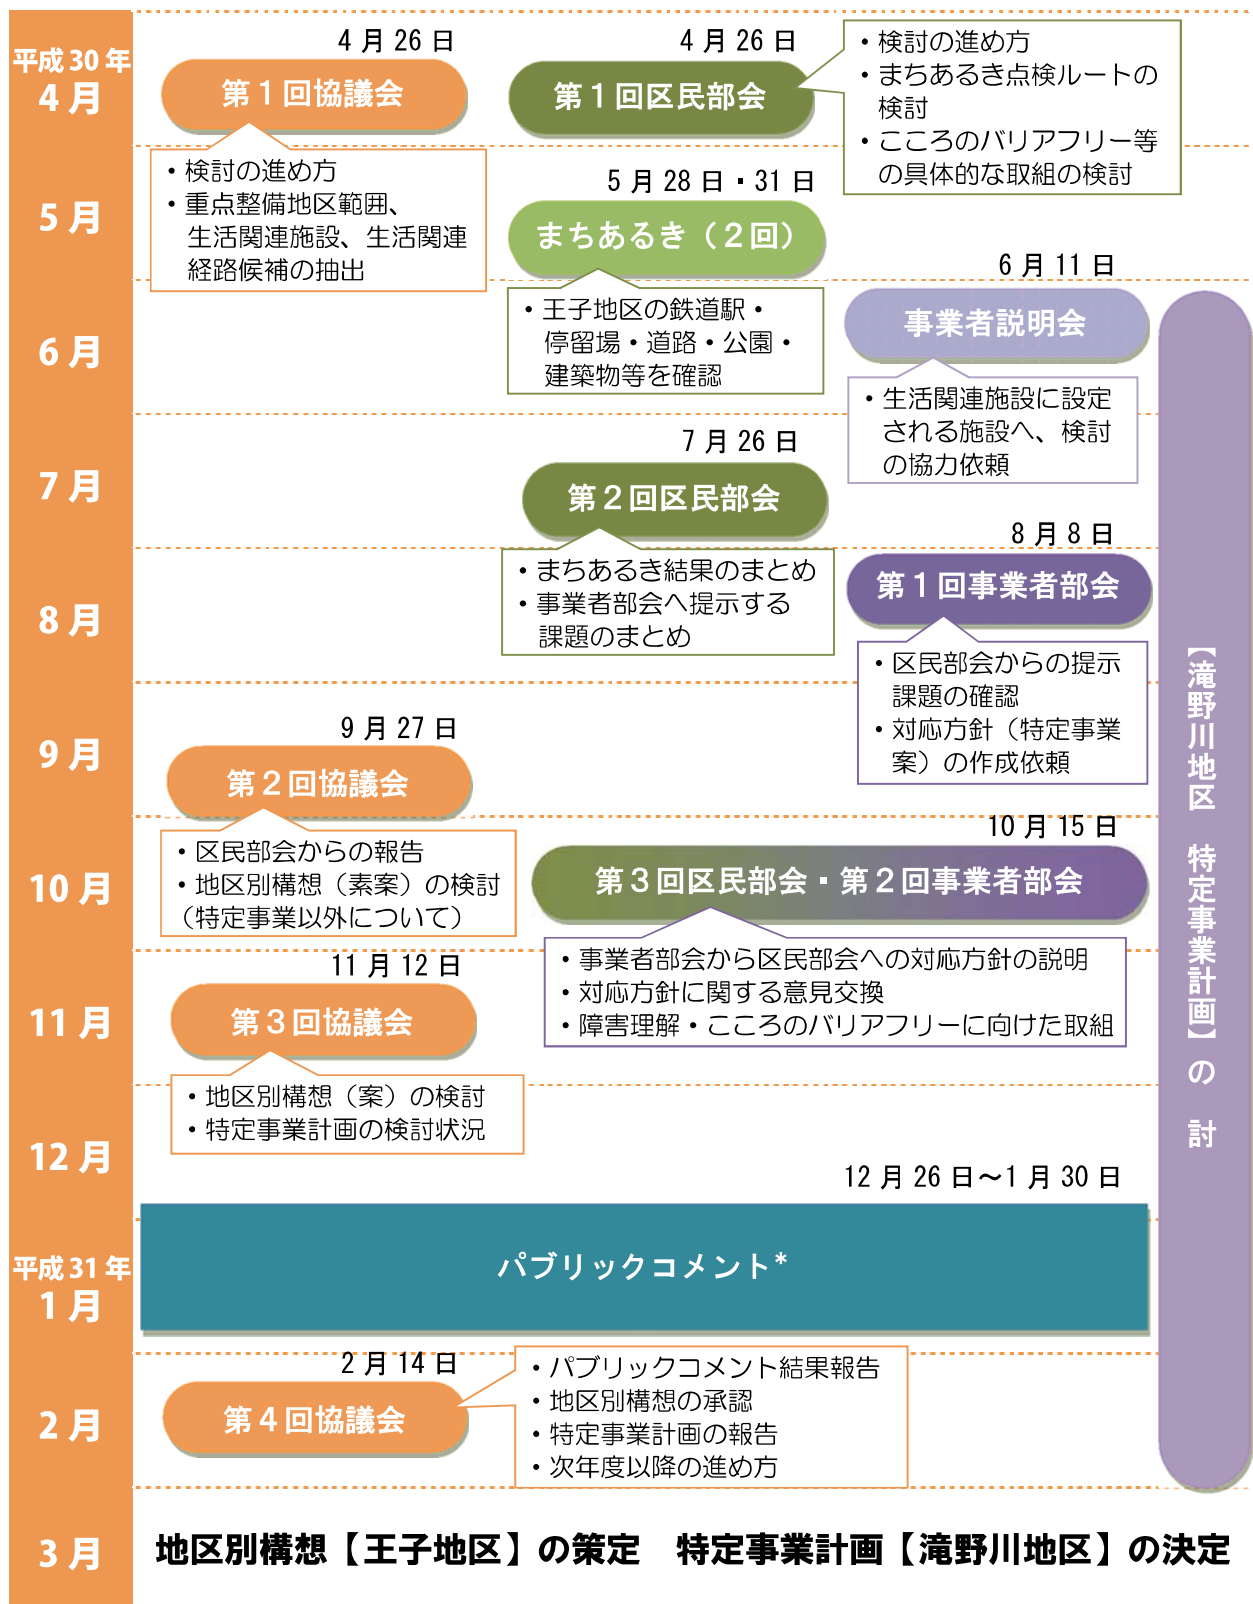 平成30年
4月
4月26日
第1回協議会
・検討の進め方
・重点整備地区範囲、
生活関連施設、生活関連
経路候補の抽出
4月26日
第1回区民部会
・検討の進め方
・まちあるき点検ルートの
検討
・こころのバリアフリー等
の具体的な取組の検討
5月
5月28日・31日
まちあるき（2回）
・王子地区の鉄道駅・
停留場・道路・公園・
建築物等を確認
6月
6月11日
事業者説明会
・生活関連施設に設定
される施設へ、検討
の協力依頼
7月
7月26日
第2回区民部会
・まちあるき結果のまとめ
・事業者部会へ提示する
課題のまとめ
8月
8月8日
第1回事業者部会
・区民部会からの提示
課題の確認
・対応方針（特定事業
案）の作成依頼
9月
9月27日
第2回協議会
・区民部会からの報告
・地区別構想（素案）の検討
（特定事業以外について）
10月
10月15日
第3回区民部会・第2回事業者部会
・事業者部会から区民部会への対応方針の説明
・対応方針に関する意見交換
・障害理解・こころのバリアフリーに向けた取組
11月
11月12日
第3回協議会
・地区別構想（案）の検討
・特定事業計画の検討状況
12月
12月26日～1月30日
パブリックコメント*
平成31年
1月
2月
2月14日
第4回協議会
・パブリックコメント結果報告
・地区別構想の承認
・特定事業計画の報告
・次年度以降の進め方
【滝野川地区　特定事業計画】の　討
3月
地区別構想【王子地区】の策定　特定事業計画【滝野川地区】の決定